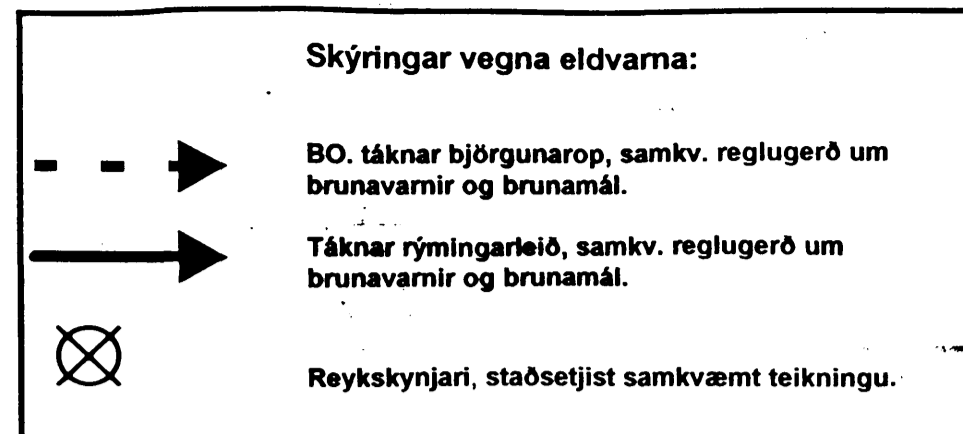 Skýringar vegna eldvarna:
BO. táknar björgunarop, samkv. reglugerð um
brunavarnir og brunamál.
Táknar rýmingarleið, samkv. reglugerð um
brunavarnir og brunamál.
Reykskynjari, staðsetjist samkvæmt teikningu.